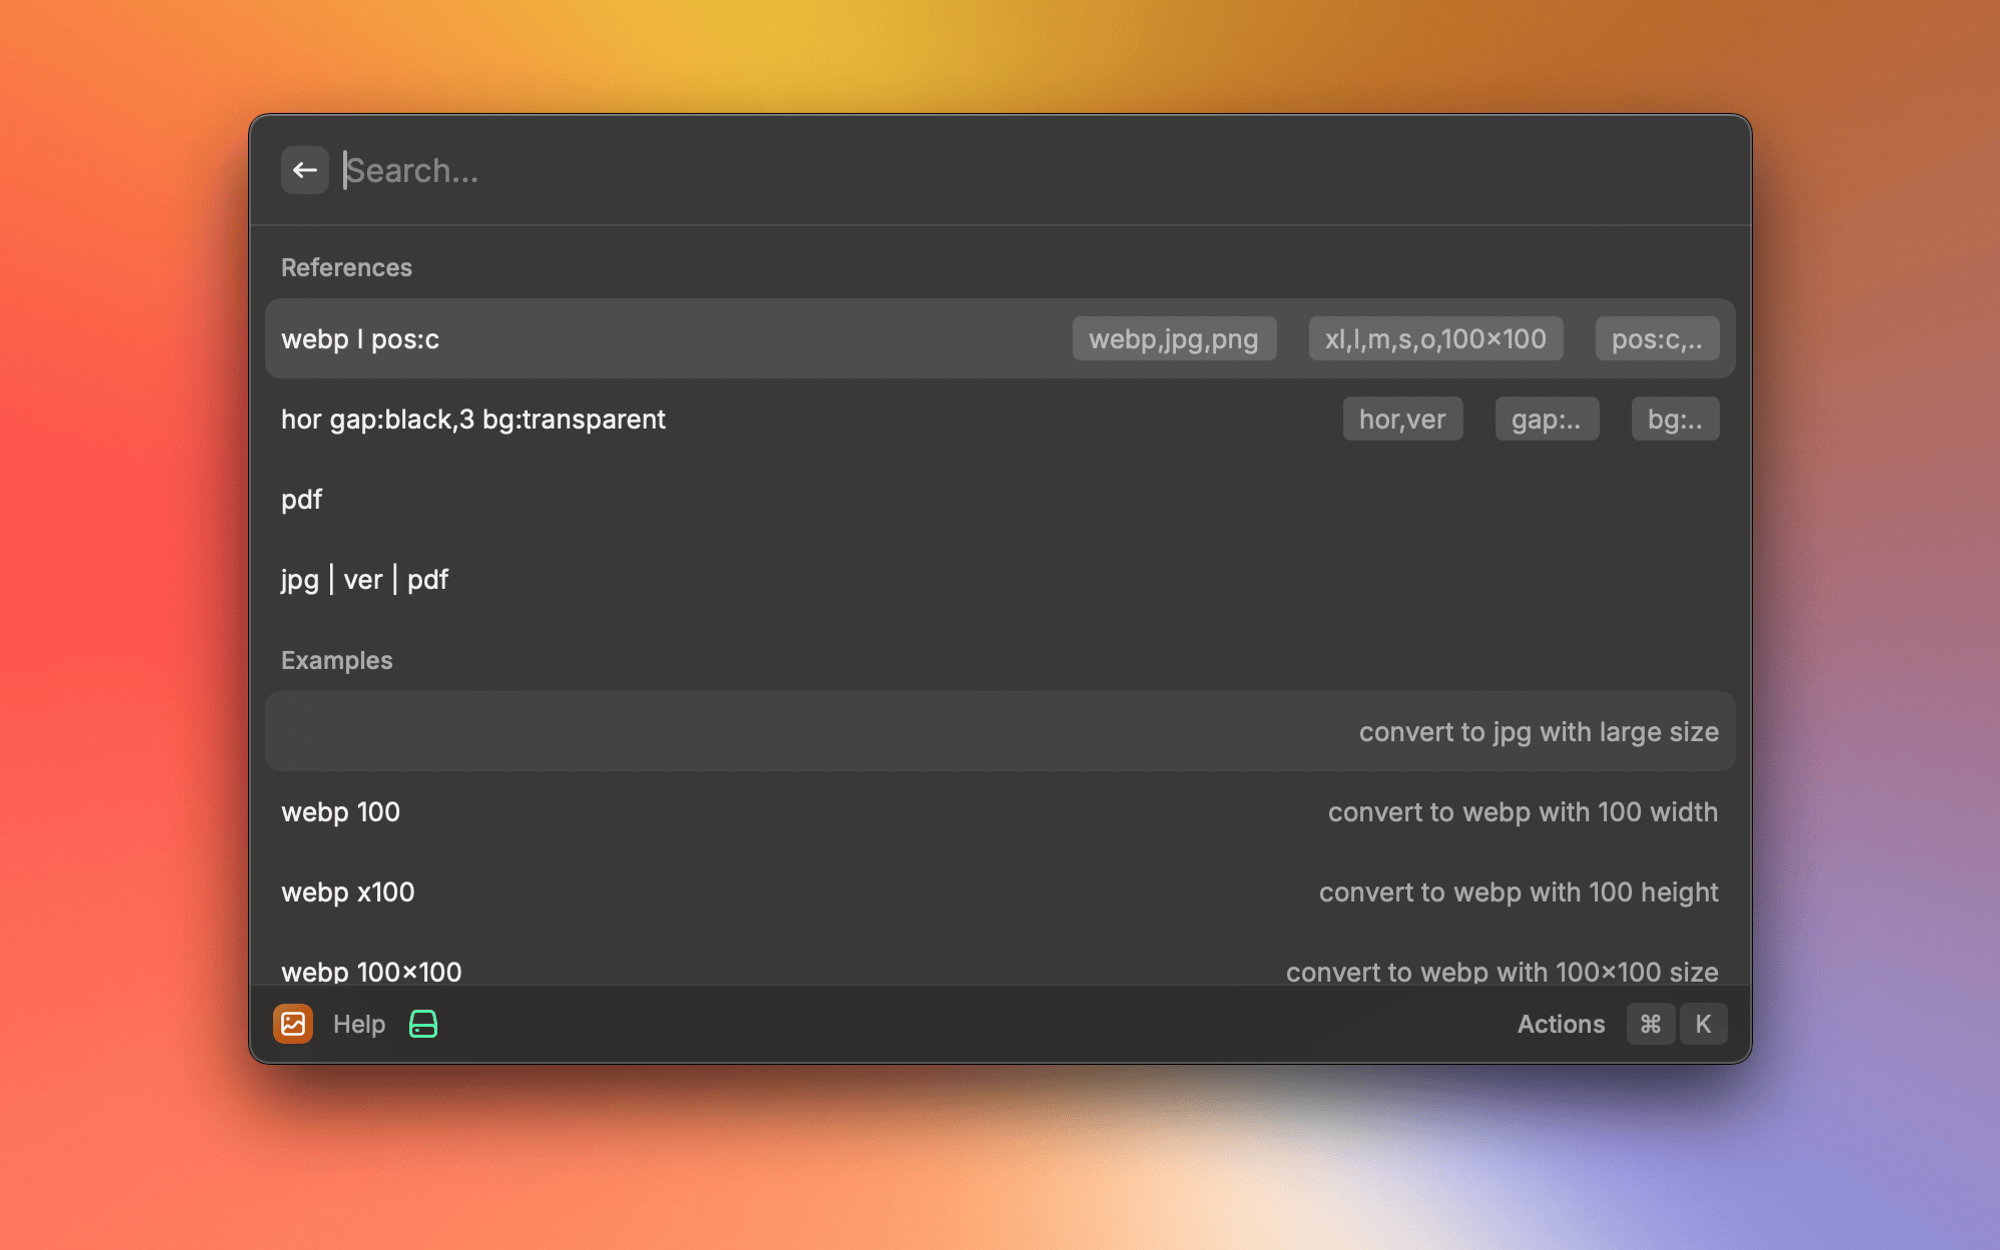 Search...
References
webp l pos:c webp,jpg,png xl,l,m,s,o,100×100 pos:c,..
hor gap:black,3 bg:transparent hor,ver gap:.. bg:..
pdf
jpg | ver | pdf
Examples
convert to jpg with large size
webp 100 convert to webp with 100 width
webp x100 convert to webp with 100 height
webp 100×100 convert to webp with 100×100 size
Help Actions ⌘ K